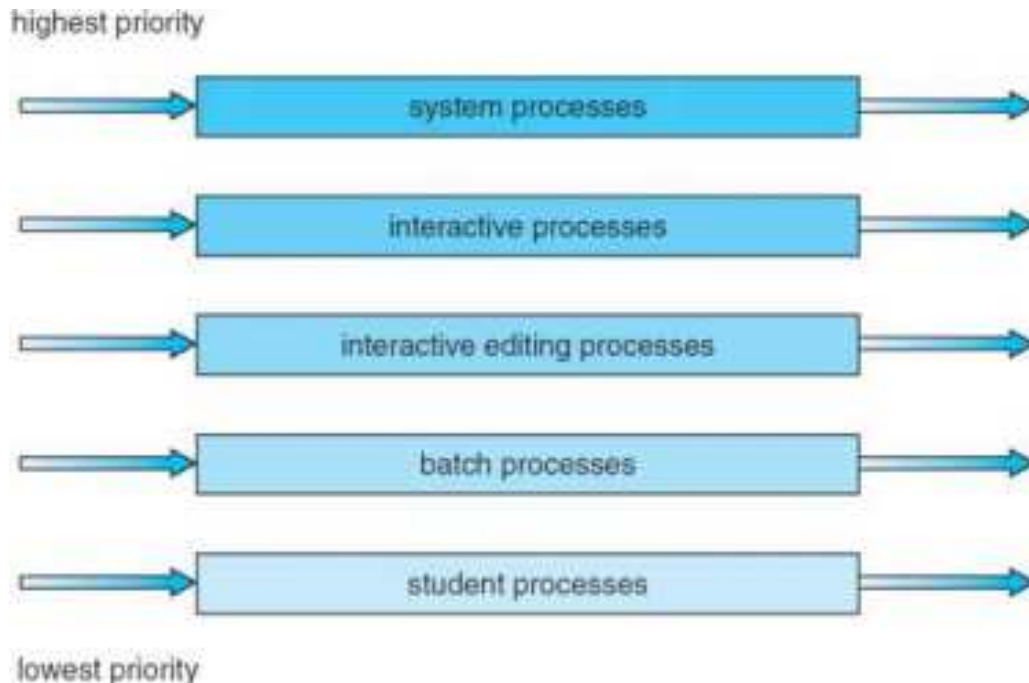 highest priority
system processes
interactive processes
interactive editing processes
batch processes
student processes
lowest priority